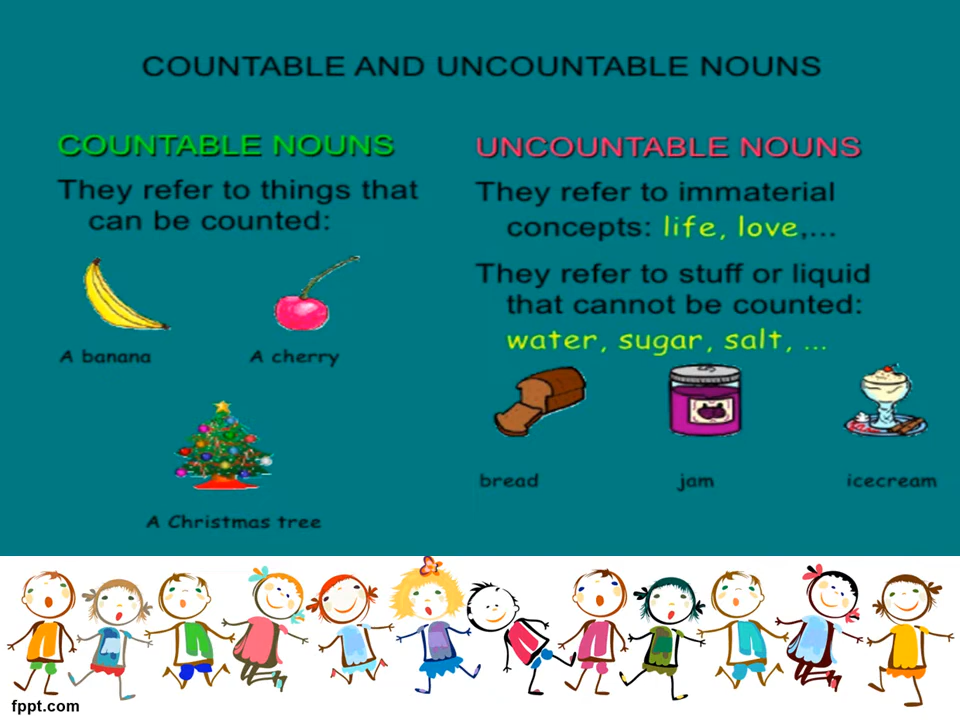 COUNTABLE AND UNCOUNTABLE NOUNS
COUNTABLE NOUNS
They refer to things that
can be counted:
A banana
A cherry
A Christmas tree
UNCOUNTABLE NOUNS
They refer to immaterial
concepts: life, love,...
They refer to stuff or liquid
that cannot be counted:
water, sugar, salt, ...
bread
jam
icecream
fppt.com